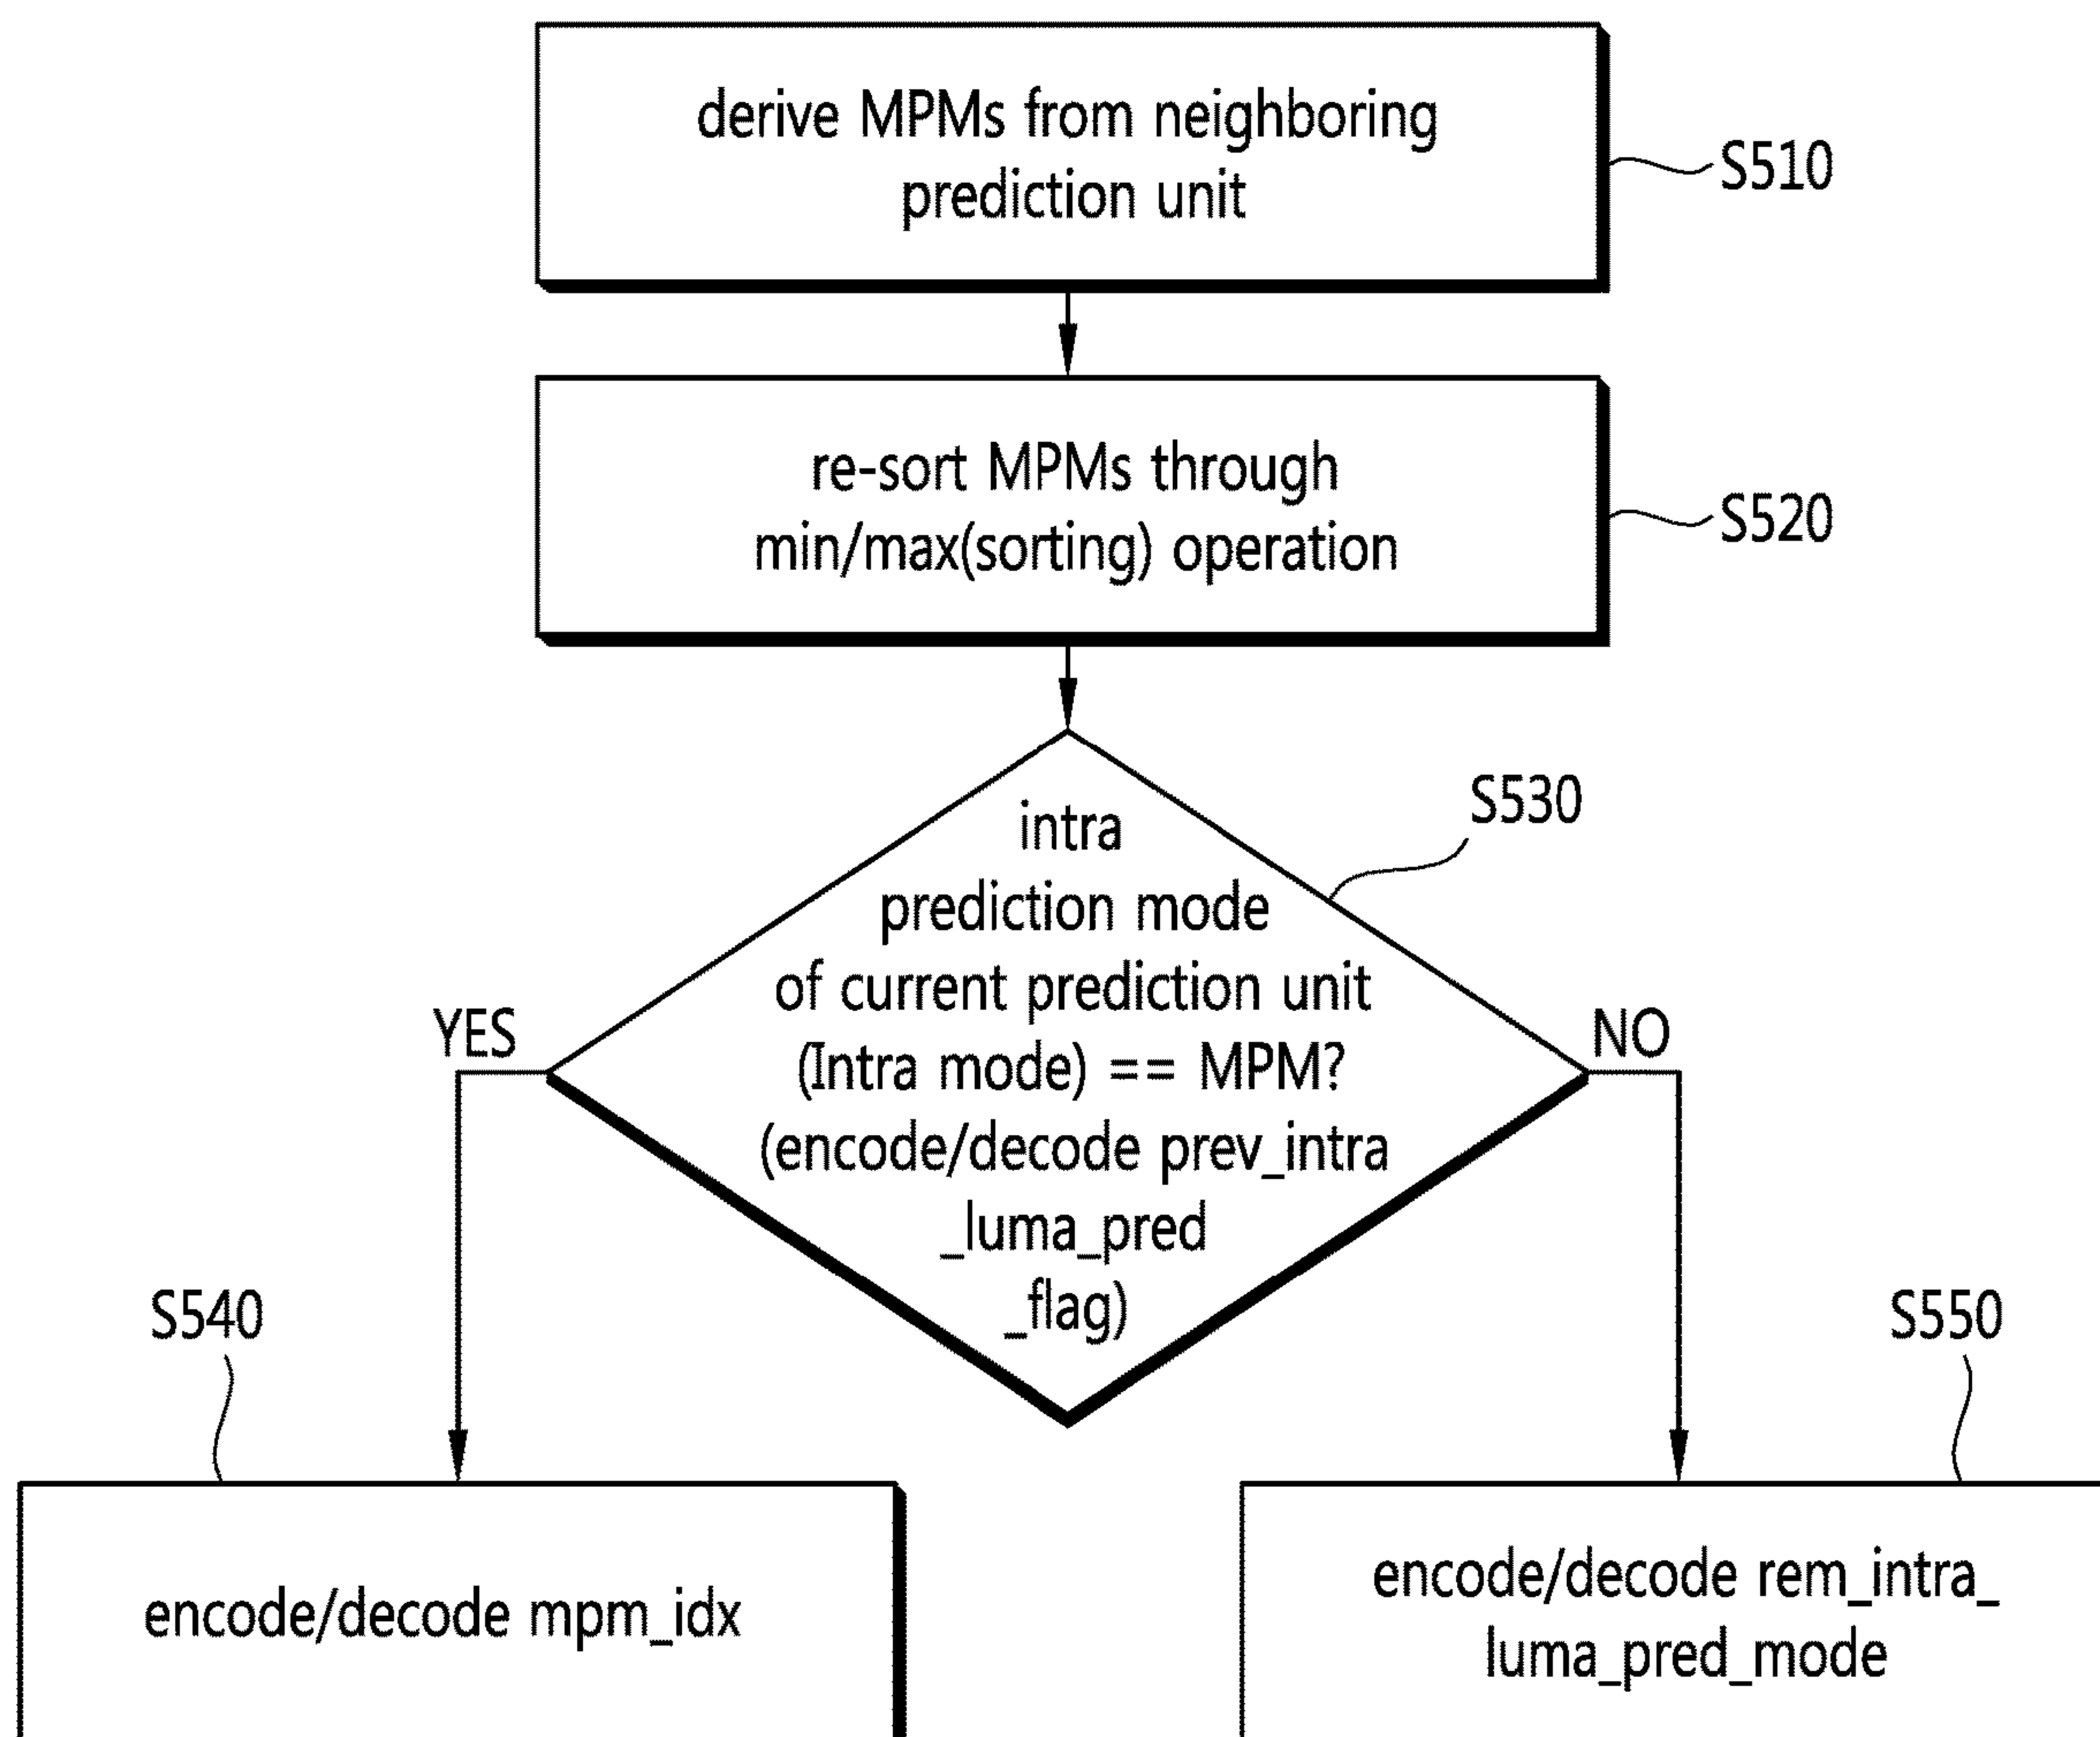 derive MPMs from neighboring
prediction unit
S510
re-sort MPMs through
min/max(sorting) operation
S520
intra
prediction mode
of current prediction unit
(Intra mode) == MPM?
(encode/decode prev_intra
_luma_pred
_flag)
S530
YES
NO
S540
encode/decode mpm_idx
S550
encode/decode rem_intra_
luma_pred_mode